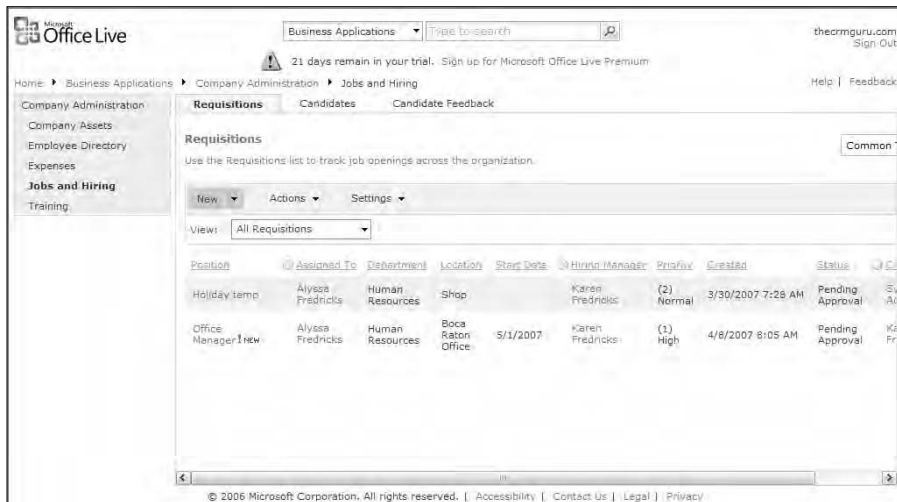 Microsoft
Office Live
Business Applications
Type to search
thecrmguru.com
Sign Out
21 days remain in your trial. Sign up for Microsoft Office Live Premium
Home Business Applications Company Administration Jobs and Hiring
Help | Feedback
Company Administration
Company Assets
Employee Directory
Expenses
Jobs and Hiring
Training
Requisitions Candidates Candidate Feedback
Requisitions
Common
Use the Requisitions list to track job openings across the organization.
New Actions Settings
View: All Requisitions
Position Assigned To Department Location Start Date Hiring Manager Priority Created Status
Holiday temp Alyssa Fredricks Human Resources Shop Karen Fredricks (2) Normal 3/30/2007 7:28 AM Pending Approval
Office Manager ! NEW Alyssa Fredricks Human Resources Boca Raton Office 5/1/2007 Karen Fredricks (1) High 4/8/2007 8:05 AM Pending Approval
© 2006 Microsoft Corporation. All rights reserved. | Accessibility | Contact Us | Legal | Privacy